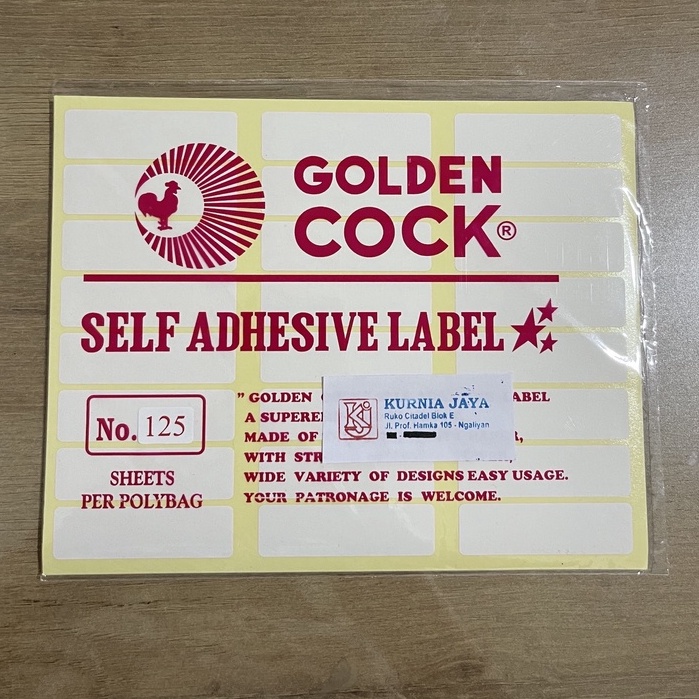 GOLDEN
COCK®
SELF ADHESIVE LABEL
No. 125
SHEETS
PER POLYBAG
" GOLDEN LABEL
A SUPERE
MADE OF
WITH STR
WIDE VARIETY OF DESIGNS EASY USAGE.
YOUR PATRONAGE IS WELCOME.
KURNIA JAYA
Ruko Citadel Blok E
Jl. Prof. Hamka 105 - Ngaliyan